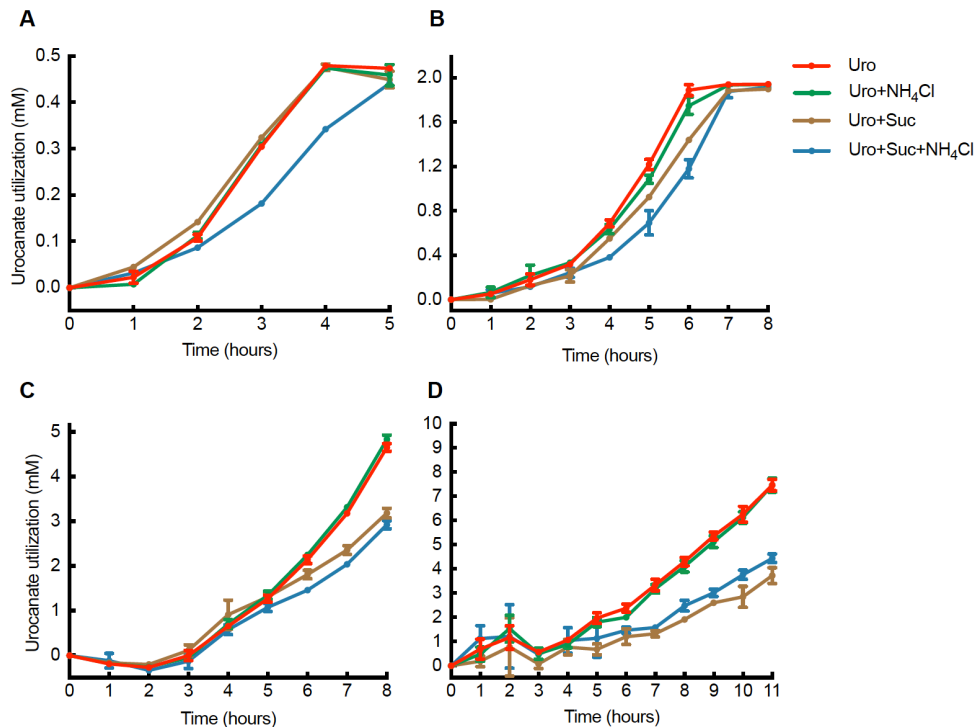 A
Urocanate utilization (mM)
0.5
0.4
0.3
0.2
0.1
0.0
0 1 2 3 4 5
Time (hours)
B
2.0
1.6
1.2
0.8
0.4
0.0
0 1 2 3 4 5 6 7 8
Time (hours)
Uro
Uro+NH₄Cl
Uro+Suc
Uro+Suc+NH₄Cl
C
Urocanate utilization (mM)
5
4
3
2
1
0
0 1 2 3 4 5 6 7 8
Time (hours)
D
10
9
8
7
6
5
4
3
2
1
0
0 1 2 3 4 5 6 7 8 9 10 11
Time (hours)